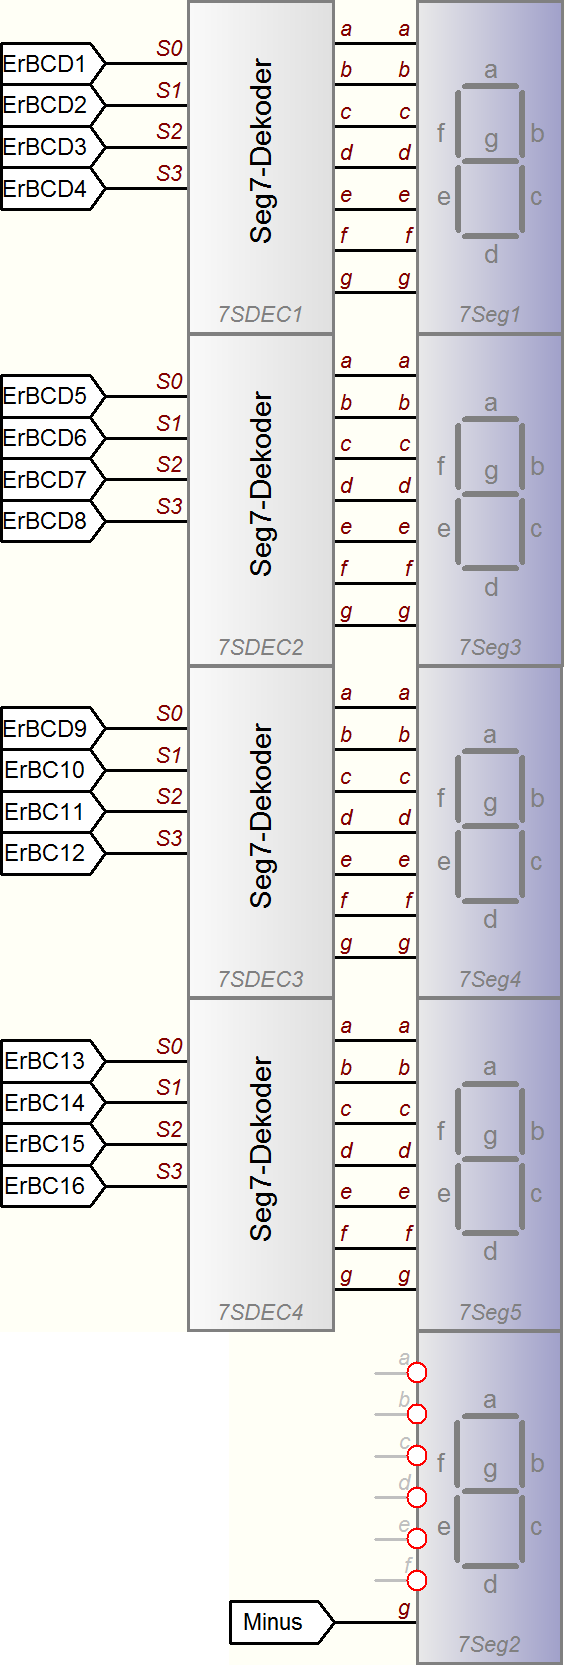 a a
S0
ErBCD1
a
b b
S1
ErBCD2
c c
f g b
S2
ErBCD3
d d
S3
ErBCD4
e e
e c
f f
d
g g
Seg7-Dekoder
7SDEC1
7Seg1
a a
S0
ErBCD5
a
b b
S1
ErBCD6
c c
f g b
S2
ErBCD7
d d
S3
ErBCD8
e e
e c
f f
d
g g
Seg7-Dekoder
7SDEC2
7Seg3
a a
S0
ErBCD9
a
b b
S1
ErBC10
c c
f g b
S2
ErBC11
d d
S3
ErBC12
e e
e c
f f
d
g g
Seg7-Dekoder
7SDEC3
7Seg4
a a
S0
ErBC13
a
b b
S1
ErBC14
c c
f g b
S2
ErBC15
d d
S3
ErBC16
e e
e c
f f
d
g g
Seg7-Dekoder
7SDEC4
7Seg5
a
a
b
c
f g b
d
e
e c
f
d
g
Minus
7Seg2